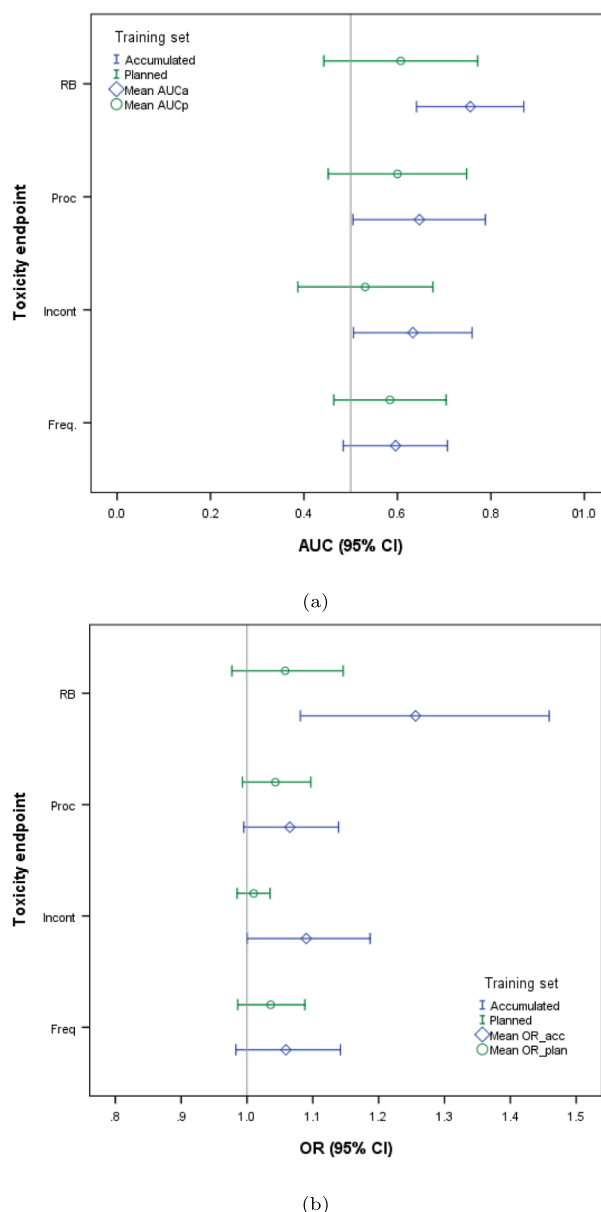 Training set
Accumulated
Planned
Mean AUCa
Mean AUCp
Toxicity endpoint
RB
Proc
Incont
Freq.
0.0 0.2 0.4 0.6 0.8 01.0
AUC (95% CI)
(a)
Toxicity endpoint
RB
Proc
Incont
Freq
Training set
Accumulated
Planned
Mean OR_acc
Mean OR_plan
.8 .9 1.0 1.1 1.2 1.3 1.4 1.5
OR (95% CI)
(b)